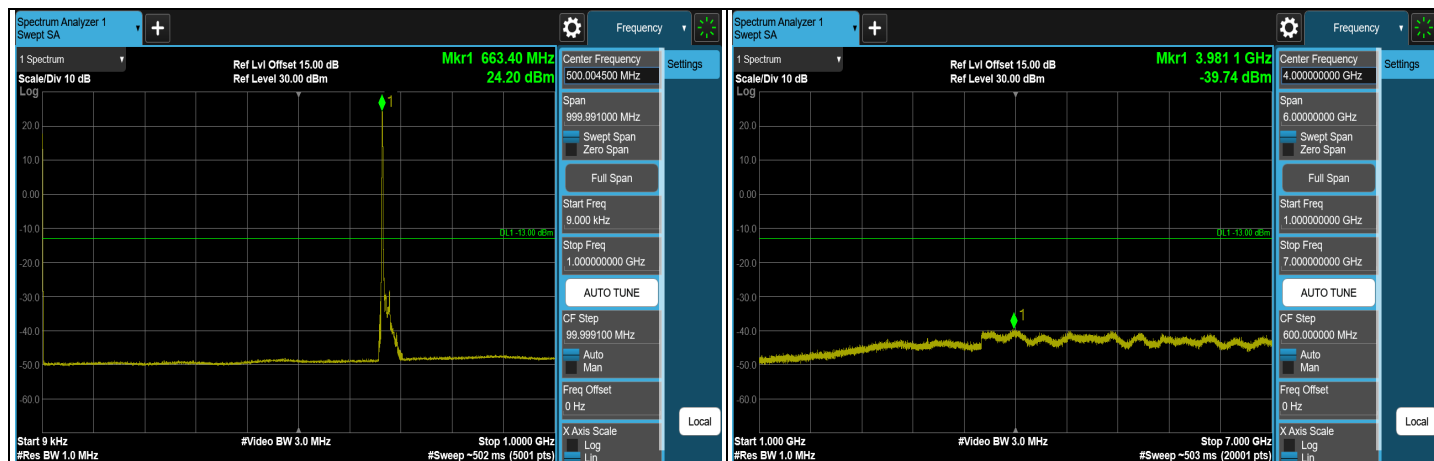 Spectrum Analyzer 1
Swept SA
+
Frequency
1 Spectrum
Scale/Div 10 dB
Ref Lvl Offset 15.00 dB
Ref Level 30.00 dBm
Mkr1 663.40 MHz
24.20 dBm
Log
1
20.0
10.0
0.00
-10.0
DL1 -13.00 dBm
-20.0
-30.0
-40.0
-50.0
-60.0
Start 9 kHz
#Video BW 3.0 MHz
Stop 1.0000 GHz
#Res BW 1.0 MHz
#Sweep ~502 ms (5001 pts)
Center Frequency
500.004500 MHz
Settings
Span
999.991000 MHz
Swept Span
Zero Span
Full Span
Start Freq
9.000 kHz
Stop Freq
1.000000000 GHz
AUTO TUNE
CF Step
99.999100 MHz
Auto
Man
Freq Offset
0 Hz
Local
X Axis Scale
Log
Lin
Spectrum Analyzer 1
Swept SA
+
Frequency
1 Spectrum
Scale/Div 10 dB
Ref Lvl Offset 15.00 dB
Ref Level 30.00 dBm
Mkr1 3.981 1 GHz
-39.74 dBm
Log
20.0
10.0
0.00
-10.0
DL1 -13.00 dBm
-20.0
-30.0
1
-40.0
-50.0
-60.0
Start 1.000 GHz
#Video BW 3.0 MHz
Stop 7.000 GHz
#Res BW 1.0 MHz
#Sweep ~503 ms (20001 pts)
Center Frequency
4.000000000 GHz
Settings
Span
6.00000000 GHz
Swept Span
Zero Span
Full Span
Start Freq
1.000000000 GHz
Stop Freq
7.000000000 GHz
AUTO TUNE
CF Step
600.000000 MHz
Auto
Man
Freq Offset
0 Hz
Local
X Axis Scale
Log
Lin